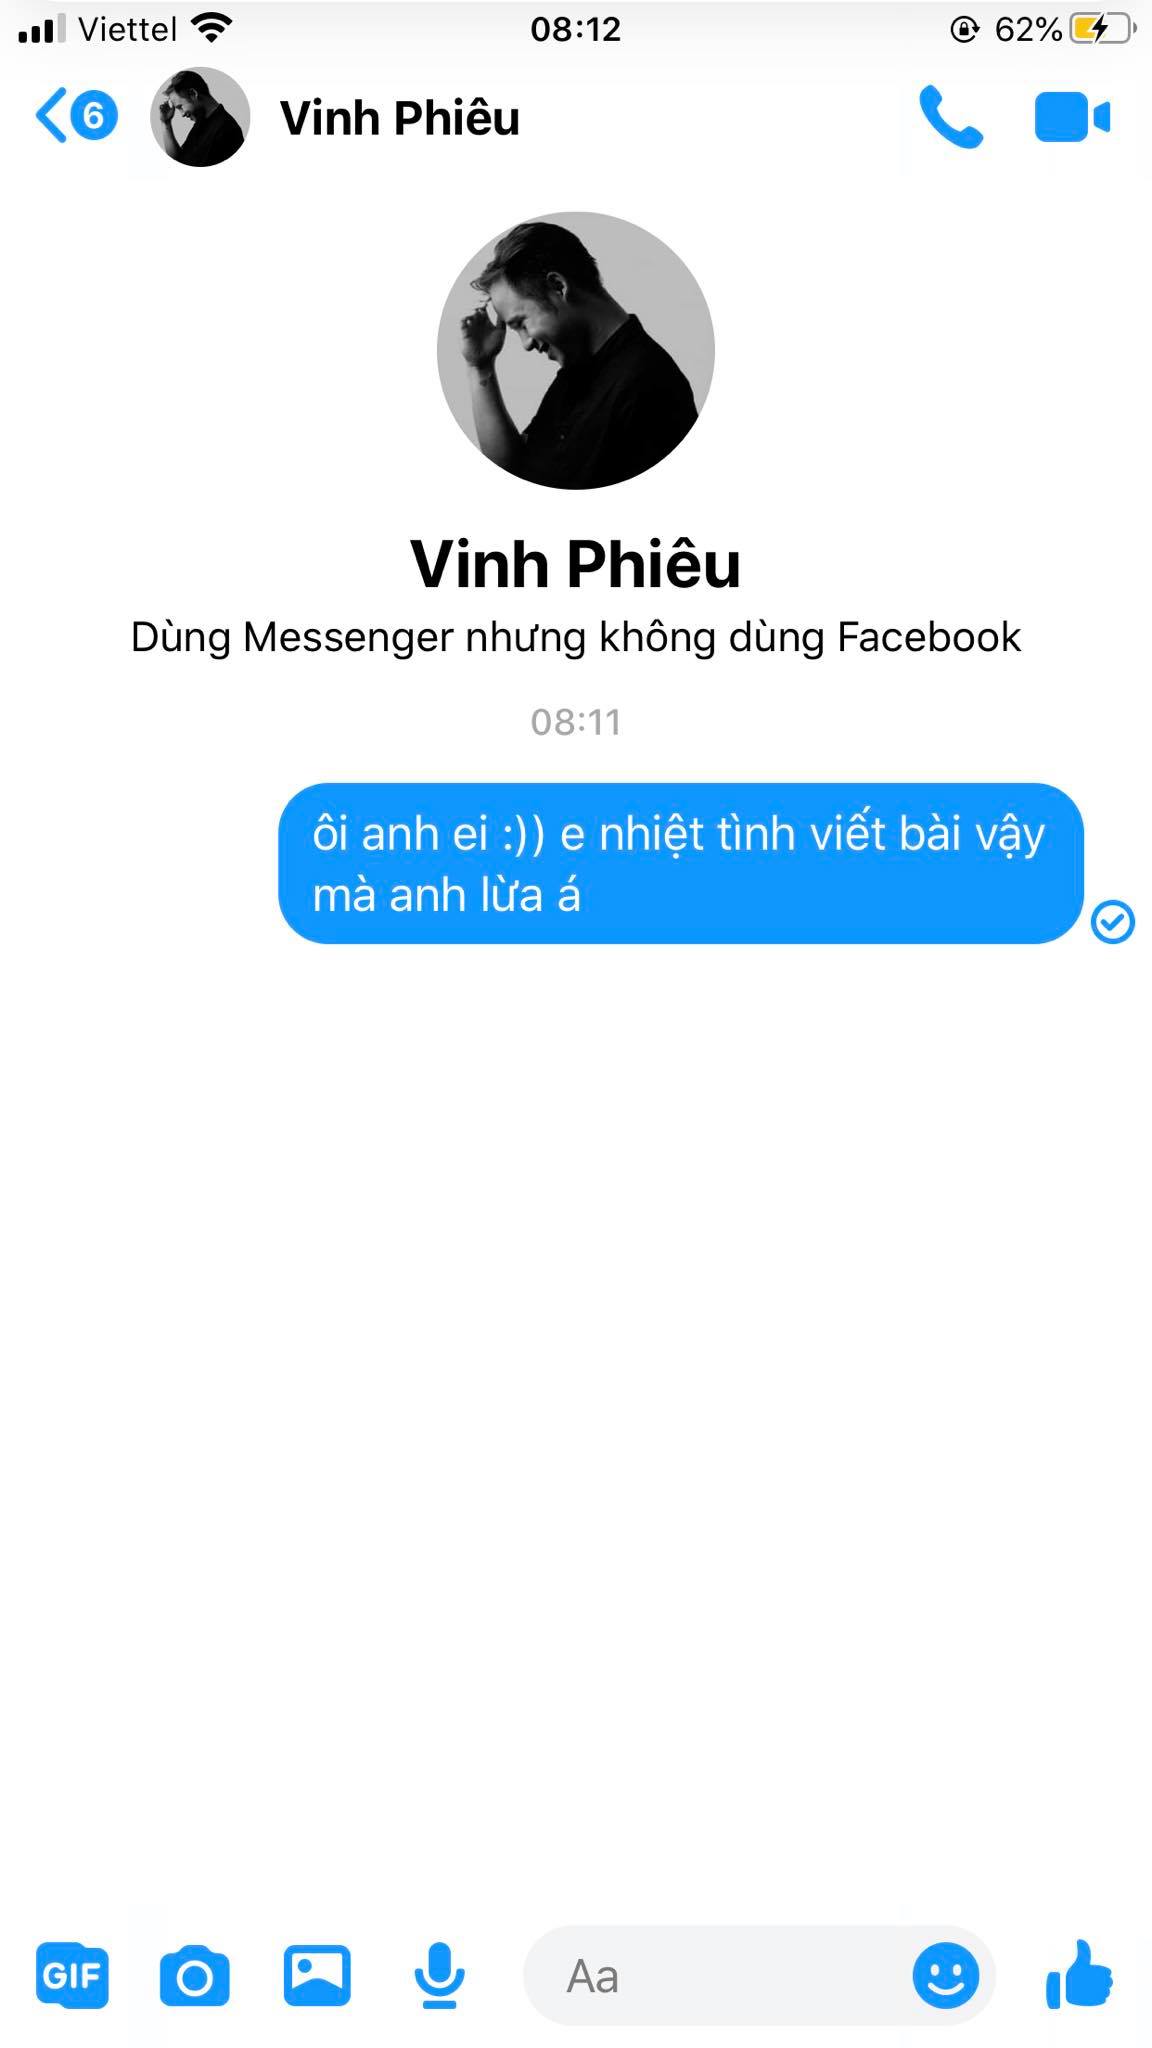 Viettel 08:12 62%
6 Vinh Phiêu
Vinh Phiêu
Dùng Messenger nhưng không dùng Facebook
08:11
ôi anh ei :)) e nhiệt tình viết bài vậy
mà anh lừa á
GIF Aa